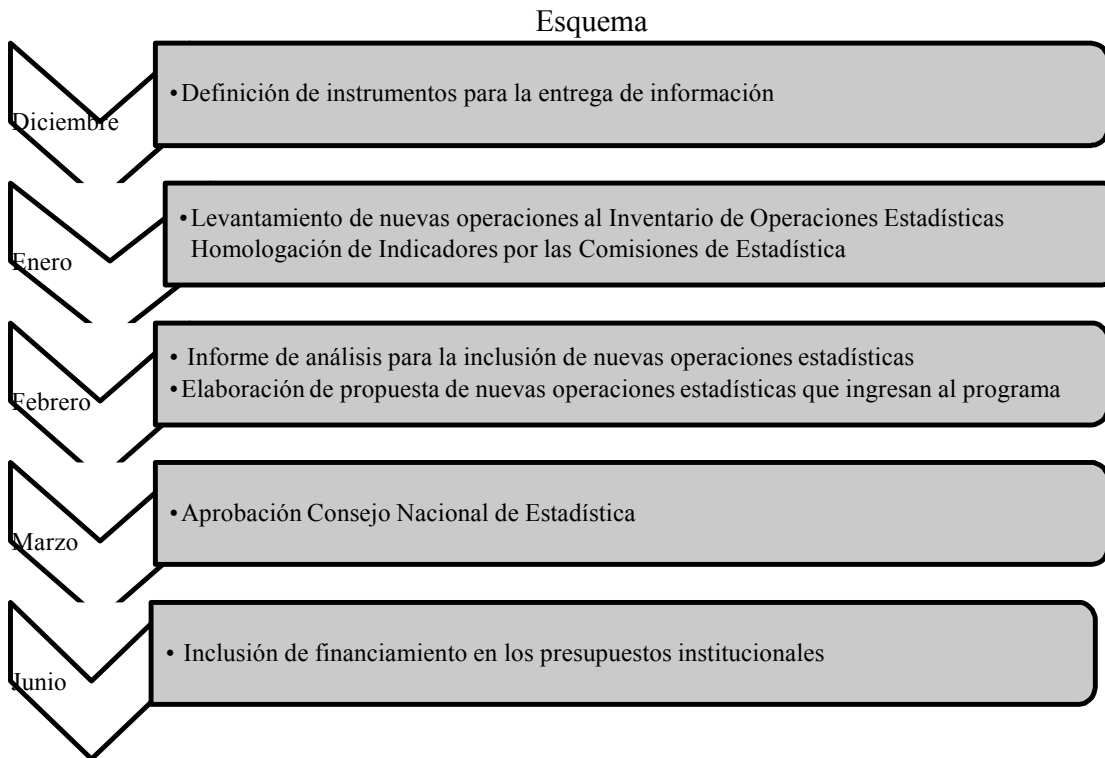 Esquema
Diciembre
•Definición de instrumentos para la entrega de información
Enero
•Levantamiento de nuevas operaciones al Inventario de Operaciones Estadísticas
Homologación de Indicadores por las Comisiones de Estadística
Febrero
• Informe de análisis para la inclusión de nuevas operaciones estadísticas
•Elaboración de propuesta de nuevas operaciones estadísticas que ingresan al programa
Marzo
•Aprobación Consejo Nacional de Estadística
Junio
• Inclusión de financiamiento en los presupuestos institucionales